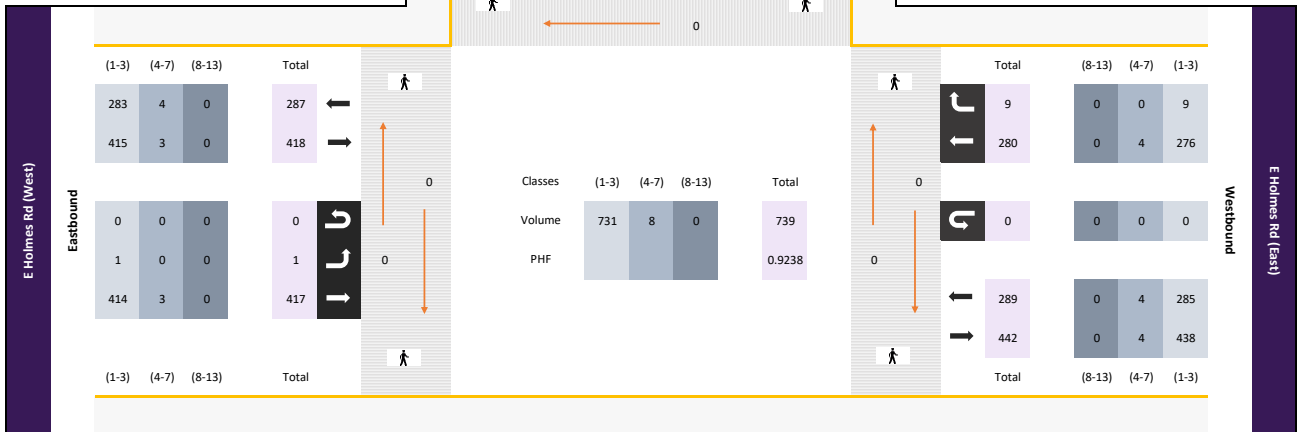 0
(1-3) (4-7) (8-13) Total
283 4 0 287
415 3 0 418
0
0 0 0 0
1 0 0 1 0
414 3 0 417
(1-3) (4-7) (8-13) Total
E Holmes Rd (West)
Eastbound
Classes (1-3) (4-7) (8-13) Total
Volume 731 8 0 739
PHF 0.9238
Total (8-13) (4-7) (1-3)
9 0 0 9
280 0 4 276
0
0 0 0 0
0
289 0 4 285
442 0 4 438
Total (8-13) (4-7) (1-3)
Westbound
E Holmes Rd (East)